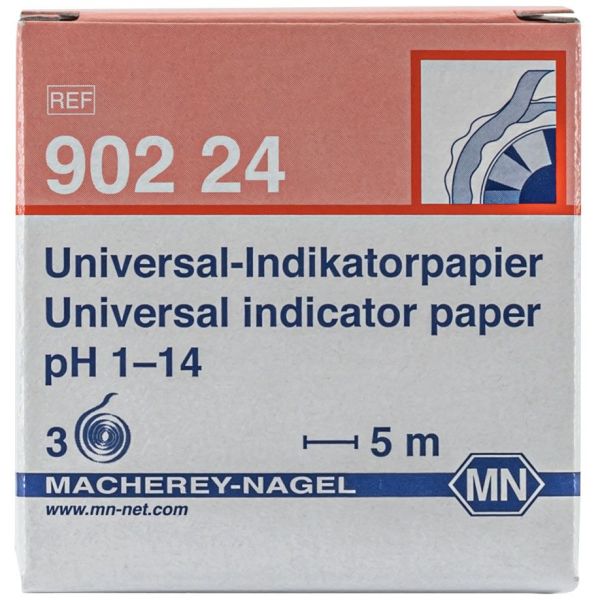 REF
902 24
Universal-Indikatorpapier
Universal indicator paper
pH 1–14
3
5 m
MACHEREY-NAGEL
MN
www.mn-net.com